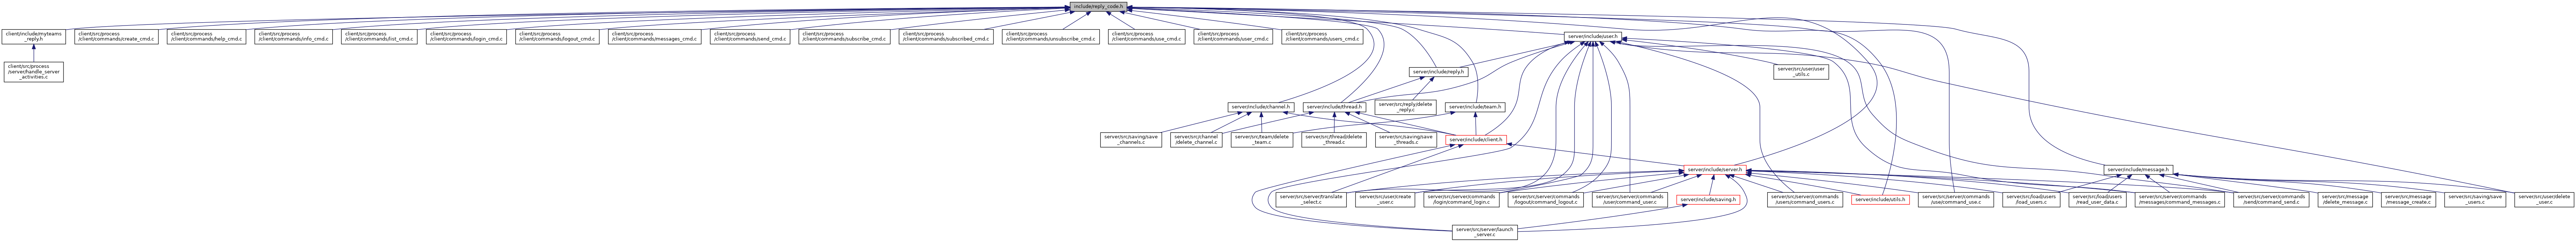 include/reply_code.h
client/include/myteams
_reply.h
client/src/process
/client/commands/create_cmd.c
client/src/process
/client/commands/help_cmd.c
client/src/process
/client/commands/info_cmd.c
client/src/process
/client/commands/list_cmd.c
client/src/process
/client/commands/login_cmd.c
client/src/process
/client/commands/logout_cmd.c
client/src/process
/client/commands/messages_cmd.c
client/src/process
/client/commands/send_cmd.c
client/src/process
/client/commands/subscribe_cmd.c
client/src/process
/client/commands/subscribed_cmd.c
client/src/process
/client/commands/unsubscribe_cmd.c
client/src/process
/client/commands/use_cmd.c
client/src/process
/client/commands/user_cmd.c
client/src/process
/client/commands/users_cmd.c
server/include/user.h
client/src/process
/server/handle_server
_activities.c
server/include/reply.h
server/src/user/user
_utils.c
server/include/channel.h
server/include/thread.h
server/src/reply/delete
_reply.c
server/include/team.h
server/src/saving/save
_channels.c
server/src/channel
/delete_channel.c
server/src/team/delete
_team.c
server/src/thread/delete
_thread.c
server/src/saving/save
_threads.c
server/include/client.h
server/include/server.h
server/include/message.h
server/src/server/translate
_select.c
server/src/user/create
_user.c
server/src/server/commands
/login/command_login.c
server/src/server/commands
/logout/command_logout.c
server/src/server/commands
/user/command_user.c
server/include/saving.h
server/src/server/commands
/users/command_users.c
server/include/utils.h
server/src/server/commands
/use/command_use.c
server/src/load/users
/load_users.c
server/src/load/users
/read_user_data.c
server/src/server/commands
/messages/command_messages.c
server/src/server/commands
/send/command_send.c
server/src/message
/delete_message.c
server/src/message
/message_create.c
server/src/saving/save
_users.c
server/src/user/delete
_user.c
server/src/server/launch
_server.c